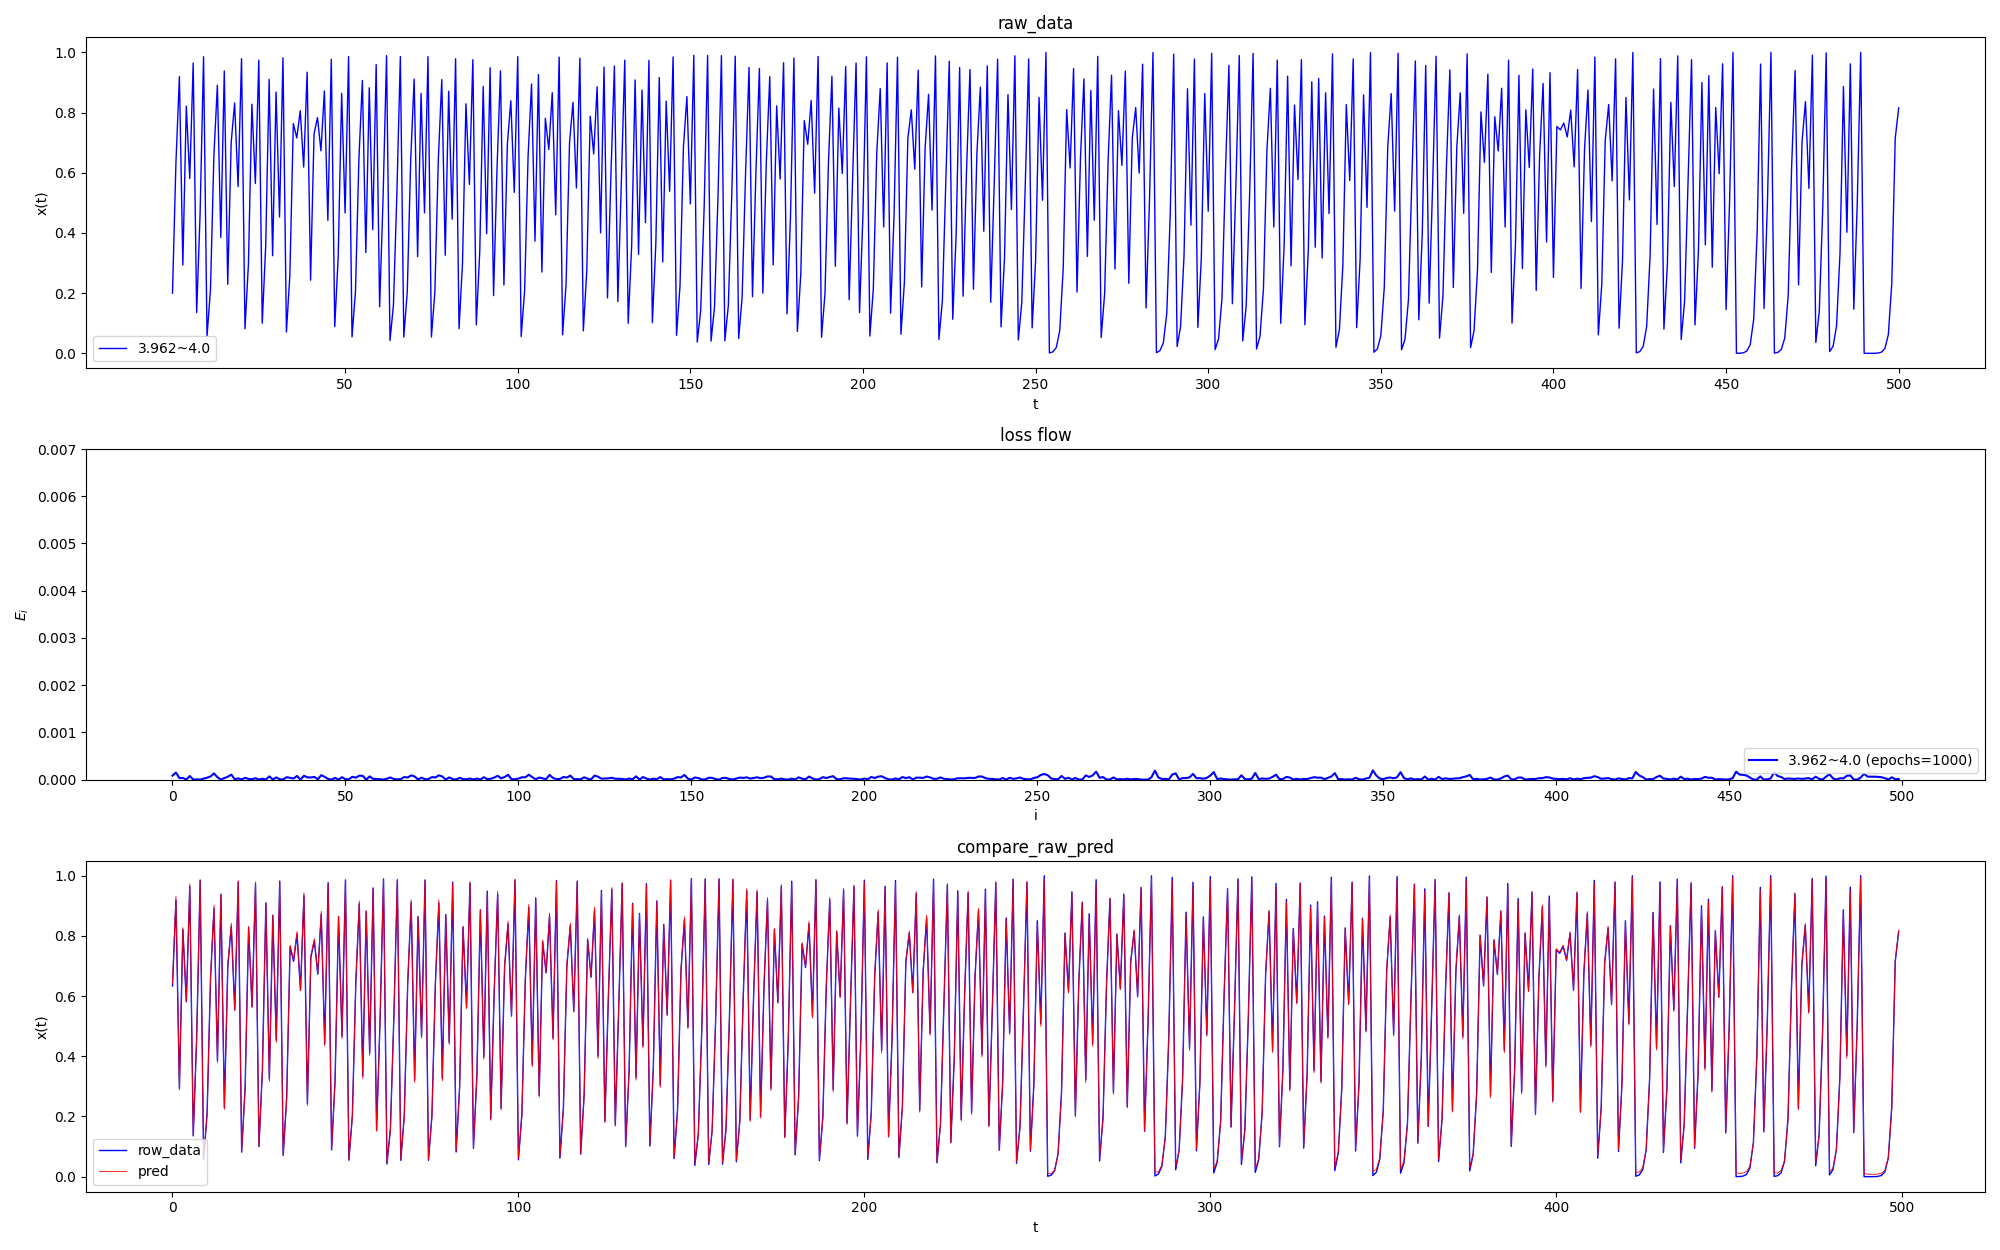 raw_data
1.0
0.8
0.6
0.4
0.2
0.0
x(t)
3.962~4.0
50 100 150 200 250 300 350 400 450 500
t
loss flow
0.007
0.006
0.005
0.004
0.003
0.002
0.001
0.000
E_i
3.962~4.0 (epochs=1000)
0 50 100 150 200 250 300 350 400 450 500
i
compare_raw_pred
1.0
0.8
0.6
0.4
0.2
0.0
x(t)
row_data
pred
0 100 200 300 400 500
t